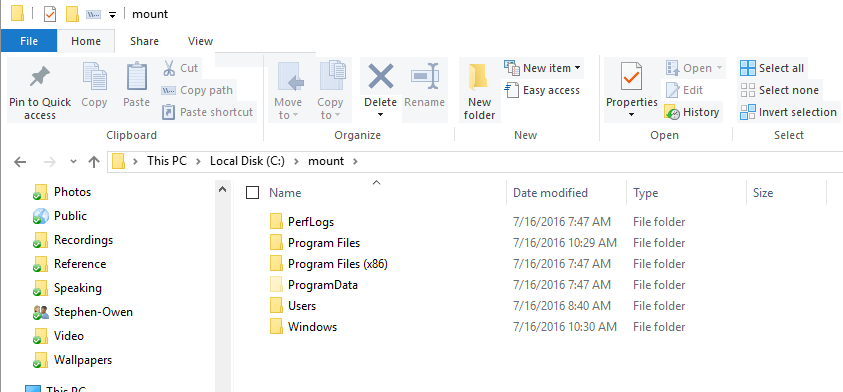 mount
File Home Share View
Pin to Quick access
Copy
Paste
Cut
Copy path
Paste shortcut
Clipboard
Move to
Copy to
Delete
Rename
Organize
New folder
New item
Easy access
New
Properties
Open
Edit
History
Open
Select all
Select none
Invert selection
Select
This PC Local Disk (C:) mount
Photos
Public
Recordings
Reference
Speaking
Stephen-Owen
Video
Wallpapers
This PC
Name Date modified Type Size
PerfLogs 7/16/2016 7:47 AM File folder
Program Files 7/16/2016 10:29 AM File folder
Program Files (x86) 7/16/2016 7:47 AM File folder
ProgramData 7/16/2016 7:47 AM File folder
Users 7/16/2016 8:40 AM File folder
Windows 7/16/2016 10:30 AM File folder